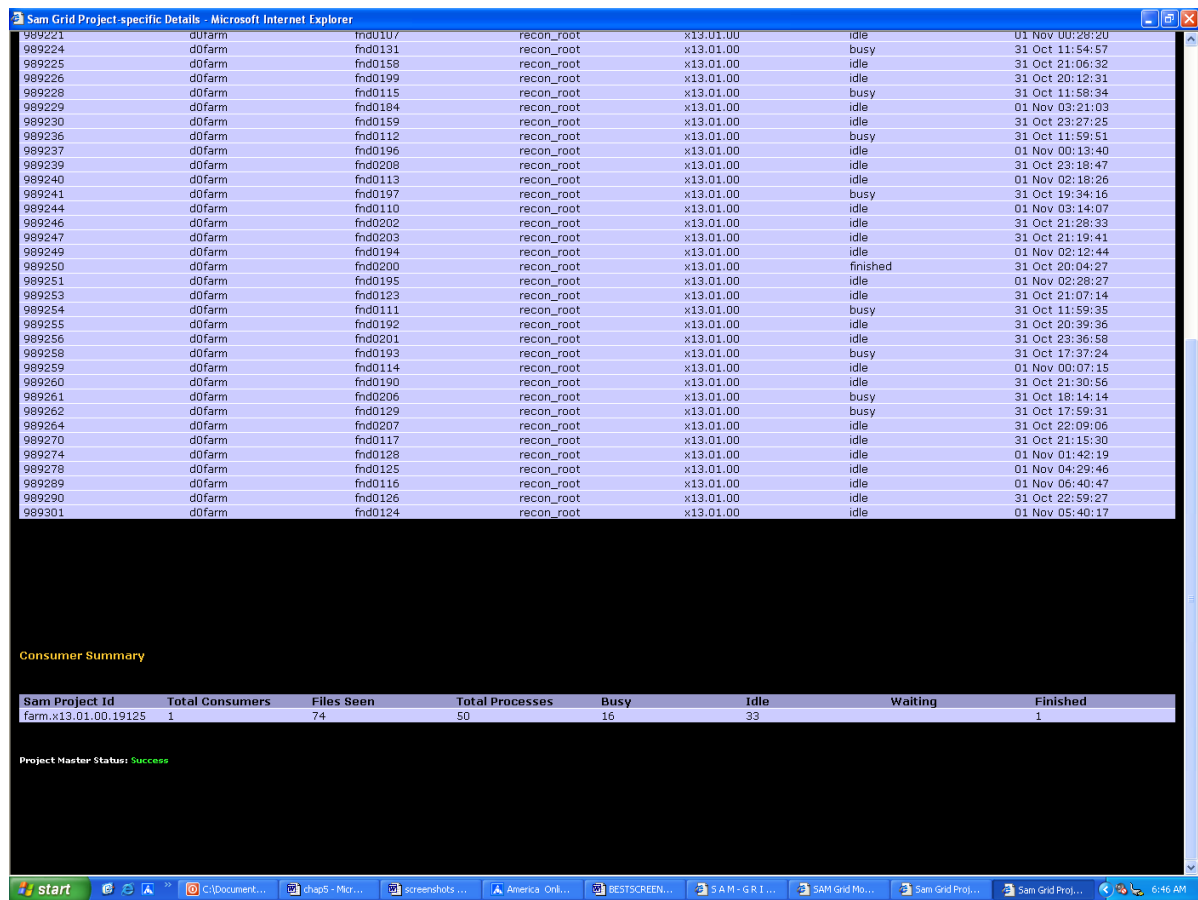 Sam Grid Project-specific Details - Microsoft Internet Explorer
989221 d0farm fnd0107 recon_root x13.01.00 idle 01 Nov 00:28:20
989224 d0farm fnd0131 recon_root x13.01.00 busy 31 Oct 11:54:57
989225 d0farm fnd0158 recon_root x13.01.00 idle 31 Oct 21:06:32
989226 d0farm fnd0199 recon_root x13.01.00 idle 31 Oct 20:12:31
989228 d0farm fnd0115 recon_root x13.01.00 busy 31 Oct 11:58:34
989229 d0farm fnd0184 recon_root x13.01.00 idle 01 Nov 03:21:03
989230 d0farm fnd0159 recon_root x13.01.00 idle 31 Oct 23:27:25
989236 d0farm fnd0112 recon_root x13.01.00 busy 31 Oct 11:59:51
989237 d0farm fnd0196 recon_root x13.01.00 idle 01 Nov 00:13:40
989239 d0farm fnd0208 recon_root x13.01.00 idle 31 Oct 23:18:47
989240 d0farm fnd0113 recon_root x13.01.00 idle 01 Nov 02:18:26
989241 d0farm fnd0197 recon_root x13.01.00 busy 31 Oct 19:34:16
989244 d0farm fnd0110 recon_root x13.01.00 idle 01 Nov 03:14:07
989246 d0farm fnd0202 recon_root x13.01.00 idle 31 Oct 21:28:33
989247 d0farm fnd0203 recon_root x13.01.00 idle 31 Oct 21:19:41
989249 d0farm fnd0194 recon_root x13.01.00 idle 01 Nov 02:12:44
989250 d0farm fnd0200 recon_root x13.01.00 finished 31 Oct 20:04:27
989251 d0farm fnd0195 recon_root x13.01.00 idle 01 Nov 02:28:27
989253 d0farm fnd0123 recon_root x13.01.00 idle 31 Oct 21:07:14
989254 d0farm fnd0111 recon_root x13.01.00 busy 31 Oct 11:59:35
989255 d0farm fnd0192 recon_root x13.01.00 idle 31 Oct 20:39:36
989256 d0farm fnd0201 recon_root x13.01.00 idle 31 Oct 23:36:58
989258 d0farm fnd0193 recon_root x13.01.00 busy 31 Oct 17:37:24
989259 d0farm fnd0114 recon_root x13.01.00 idle 01 Nov 00:07:15
989260 d0farm fnd0190 recon_root x13.01.00 idle 31 Oct 21:30:56
989261 d0farm fnd0206 recon_root x13.01.00 busy 31 Oct 18:14:14
989262 d0farm fnd0129 recon_root x13.01.00 busy 31 Oct 17:59:31
989264 d0farm fnd0207 recon_root x13.01.00 idle 31 Oct 22:09:06
989270 d0farm fnd0117 recon_root x13.01.00 idle 31 Oct 21:15:30
989274 d0farm fnd0128 recon_root x13.01.00 idle 01 Nov 01:42:19
989278 d0farm fnd0125 recon_root x13.01.00 idle 01 Nov 04:29:46
989289 d0farm fnd0116 recon_root x13.01.00 idle 01 Nov 06:40:47
989290 d0farm fnd0126 recon_root x13.01.00 idle 31 Oct 22:59:27
989301 d0farm fnd0124 recon_root x13.01.00 idle 01 Nov 05:40:17
Consumer Summary
Sam Project Id Total Consumers Files Seen Total Processes Busy Idle Waiting Finished
farm.x13.01.00.19125 1 74 50 16 33 1
Project Master Status: Success
start » C:\Document... chap5 - Micr... screenshots ... America Onli... BESTSCREEN... S A M - G R I ... SAM Grid Mo... Sam Grid Proj... Sam Grid Proj... 6:46 AM